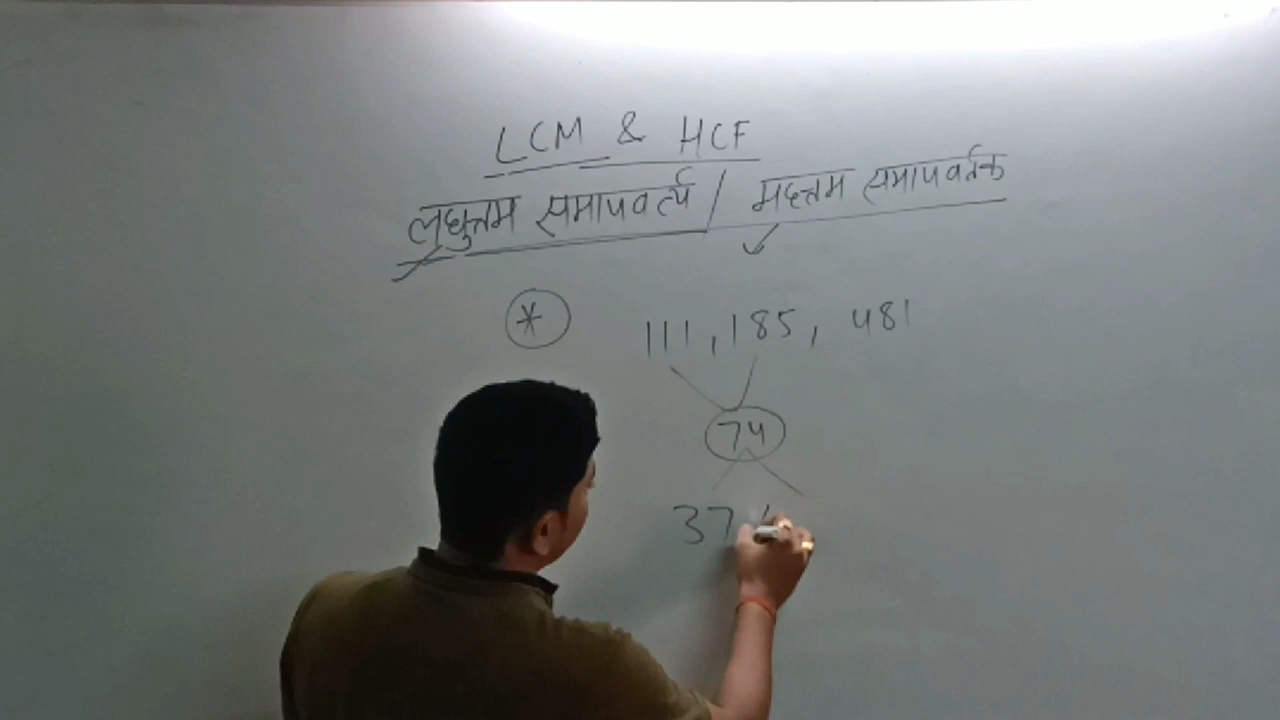 LCM & HCF
लघुत्तम समापवर्त्य / महत्तम समापवर्तक
*
111, 185, 481
74
37